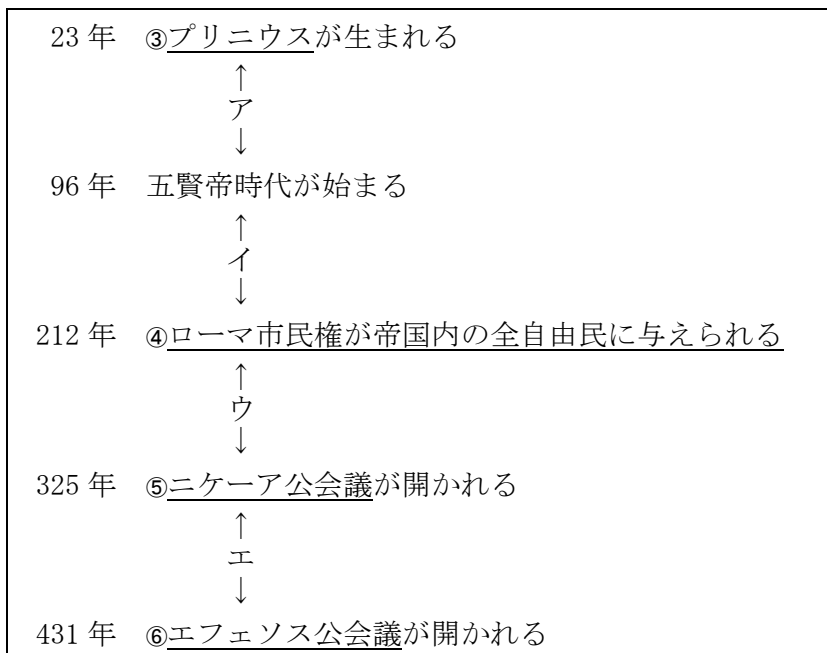 23 年 ③プリニウスが生まれる
↑
ア
↓
96 年 五賢帝時代が始まる
↑
イ
↓
212 年 ④ローマ市民権が帝国内の全自由民に与えられる
↑
ウ
↓
325 年 ⑤ニケーア公会議が開かれる
↑
エ
↓
431 年 ⑥エフェソス公会議が開かれる